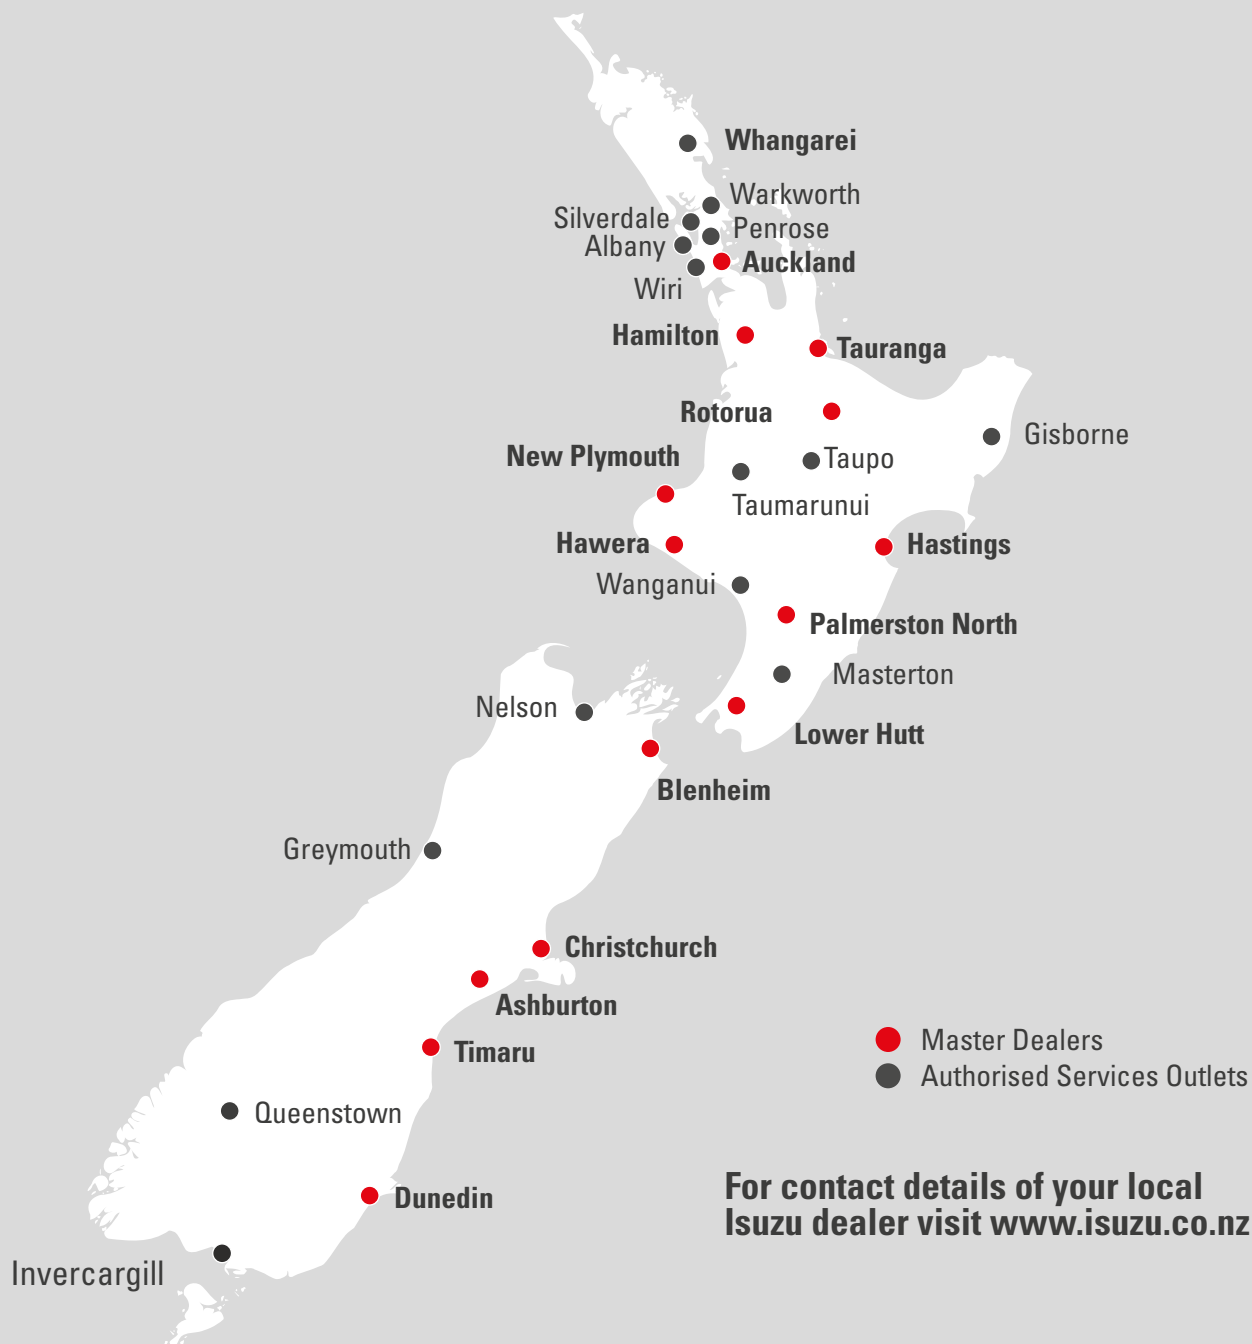 Whangarei
Warkworth
Silverdale
Penrose
Albany
Auckland
Wiri
Hamilton
Tauranga
Rotorua
Gisborne
New Plymouth
Taupo
Taumarunui
Hawera
Hastings
Wanganui
Palmerston North
Masterton
Nelson
Lower Hutt
Blenheim
Greymouth
Christchurch
Ashburton
Timaru
Master Dealers
Authorised Services Outlets
Queenstown
Dunedin
For contact details of your local
Isuzu dealer visit www.isuzu.co.nz
Invercargill